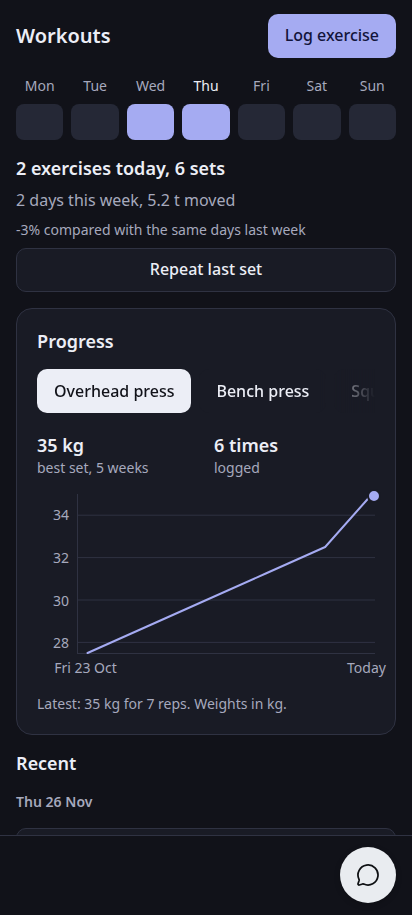 Workouts
Log exercise
Mon Tue Wed Thu Fri Sat Sun
2 exercises today, 6 sets
2 days this week, 5.2 t moved
-3% compared with the same days last week
Repeat last set
Progress
Overhead press Bench press
35 kg 6 times
best set, 5 weeks logged
34
32
30
28
Fri 23 Oct Today
Latest: 35 kg for 7 reps. Weights in kg.
Recent
Thu 26 Nov